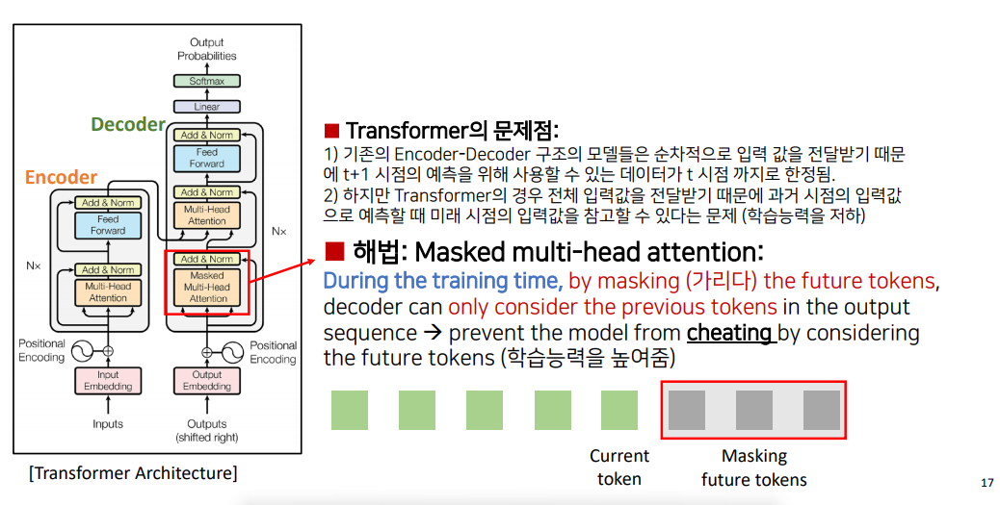 Output
Probabilities
Softmax
Linear
Decoder
Add & Norm
Feed
Forward
Add & Norm
Multi-Head
Attention
N×
Add & Norm
Masked
Multi-Head
Attention
Encoder
Add & Norm
Feed
Forward
N×
Add & Norm
Multi-Head
Attention
Positional
Encoding
Positional
Encoding
Input
Embedding
Output
Embedding
Inputs
Outputs
(shifted right)
[Transformer Architecture]
■ Transformer의 문제점:
1) 기존의 Encoder-Decoder 구조의 모델들은 순차적으로 입력 값을 전달받기 때문
에 t+1 시점의 예측을 위해 사용할 수 있는 데이터가 t 시점 까지로 한정됨.
2) 하지만 Transformer의 경우 전체 입력값을 전달받기 때문에 과거 시점의 입력값
으로 예측할 때 미래 시점의 입력값을 참고할 수 있다는 문제 (학습능력을 저하)
■ 해법: Masked multi-head attention:
During the training time, by masking (가리다) the future tokens,
decoder can only consider the previous tokens in the output
sequence → prevent the model from cheating by considering
the future tokens (학습능력을 높여줌)
Current
token
Masking
future tokens
17